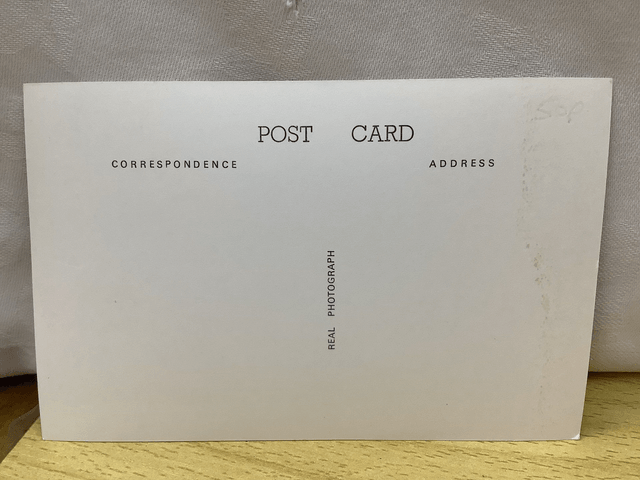 POST CARD
CORRESPONDENCE
ADDRESS
REAL PHOTOGRAPH